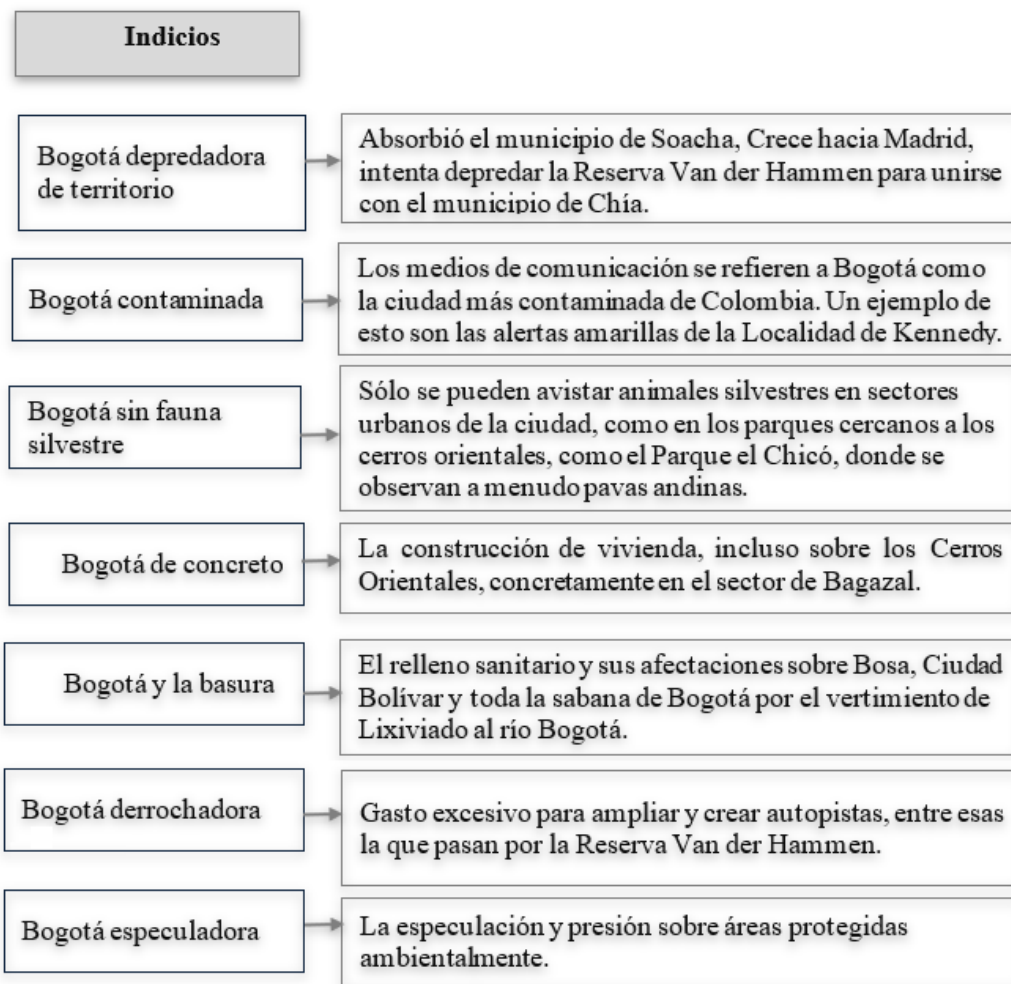 Indicios
Bogotá depredadora
de territorio
Absorbió el municipio de Soacha, Crece hacia Madrid,
intenta depredar la Reserva Van der Hammen para unirse
con el municipio de Chía.
Bogotá contaminada
Los medios de comunicación se refieren a Bogotá como
la ciudad más contaminada de Colombia. Un ejemplo de
esto son las alertas amarillas de la Localidad de Kennedy.
Bogotá sin fauna
silvestre
Sólo se pueden avistar animales silvestres en sectores
urbanos de la ciudad, como en los parques cercanos a los
cerros orientales, como el Parque el Chicó, donde se
observan a menudo pavas andinas.
Bogotá de concreto
La construcción de vivienda, incluso sobre los Cerros
Orientales, concretamente en el sector de Bagazal.
Bogotá y la basura
El relleno sanitario y sus afectaciones sobre Bosa, Ciudad
Bolívar y toda la sabana de Bogotá por el vertimiento de
Lixiviado al río Bogotá.
Bogotá derrochadora
Gasto excesivo para ampliar y crear autopistas, entre esas
la que pasan por la Reserva Van der Hammen.
Bogotá especuladora
La especulación y presión sobre áreas protegidas
ambientalmente.